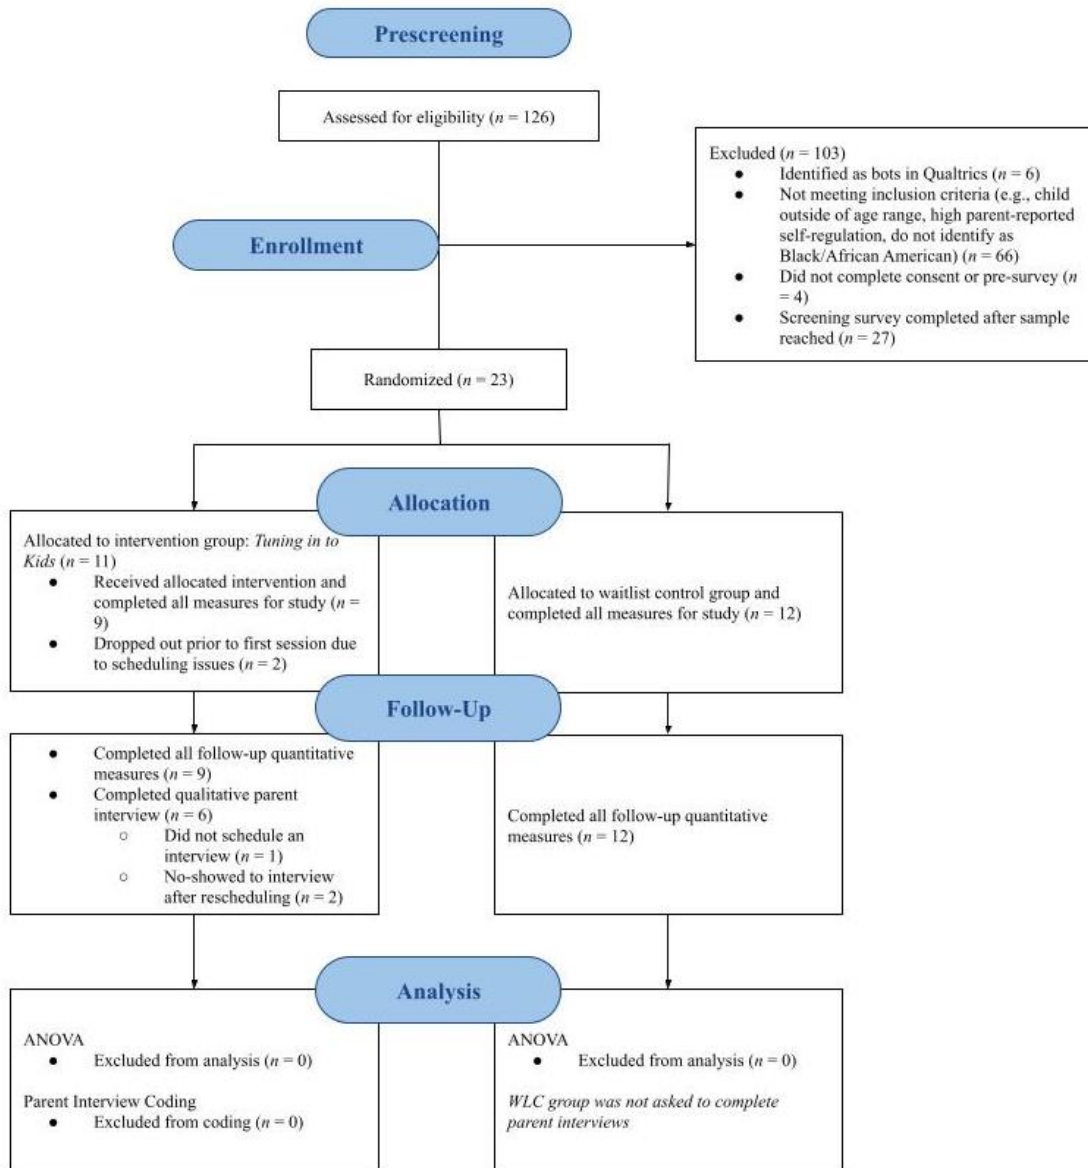 Prescreening
Assessed for eligibility (n = 126)
Excluded (n = 103)
● Identified as bots in Qualtrics (n = 6)
● Not meeting inclusion criteria (e.g., child
outside of age range, high parent-reported
self-regulation, do not identify as
Black/African American) (n = 66)
● Did not complete consent or pre-survey (n
= 4)
● Screening survey completed after sample
reached (n = 27)
Enrollment
Randomized (n = 23)
Allocation
Allocated to intervention group: Tuning in to
Kids (n = 11)
● Received allocated intervention and
completed all measures for study (n =
9)
● Dropped out prior to first session due
to scheduling issues (n = 2)
Allocated to waitlist control group and
completed all measures for study (n = 12)
Follow-Up
● Completed all follow-up quantitative
measures (n = 9)
● Completed qualitative parent
interview (n = 6)
○ Did not schedule an
interview (n = 1)
○ No-showed to interview
after rescheduling (n = 2)
Completed all follow-up quantitative
measures (n = 12)
Analysis
ANOVA
● Excluded from analysis (n = 0)
Parent Interview Coding
● Excluded from coding (n = 0)
ANOVA
● Excluded from analysis (n = 0)
WLC group was not asked to complete
parent interviews